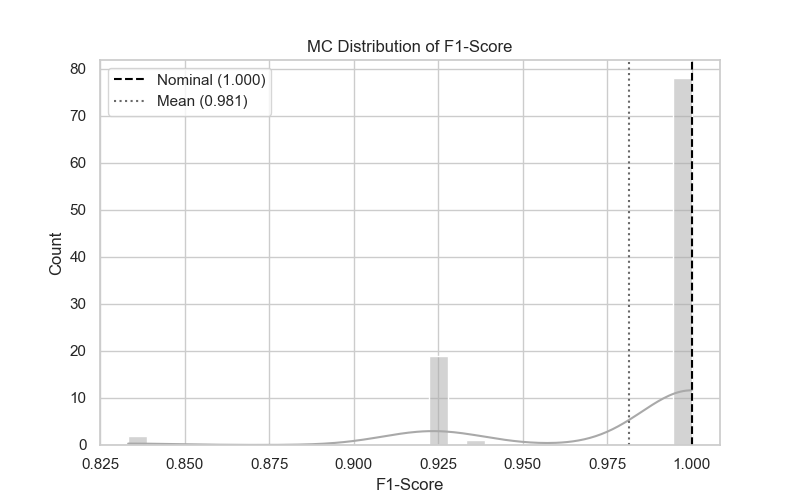 MC Distribution of F1-Score
Nominal (1.000)
Mean (0.981)
80
70
60
50
40
30
20
10
0
Count
0.825 0.850 0.875 0.900 0.925 0.950 0.975 1.000
F1-Score